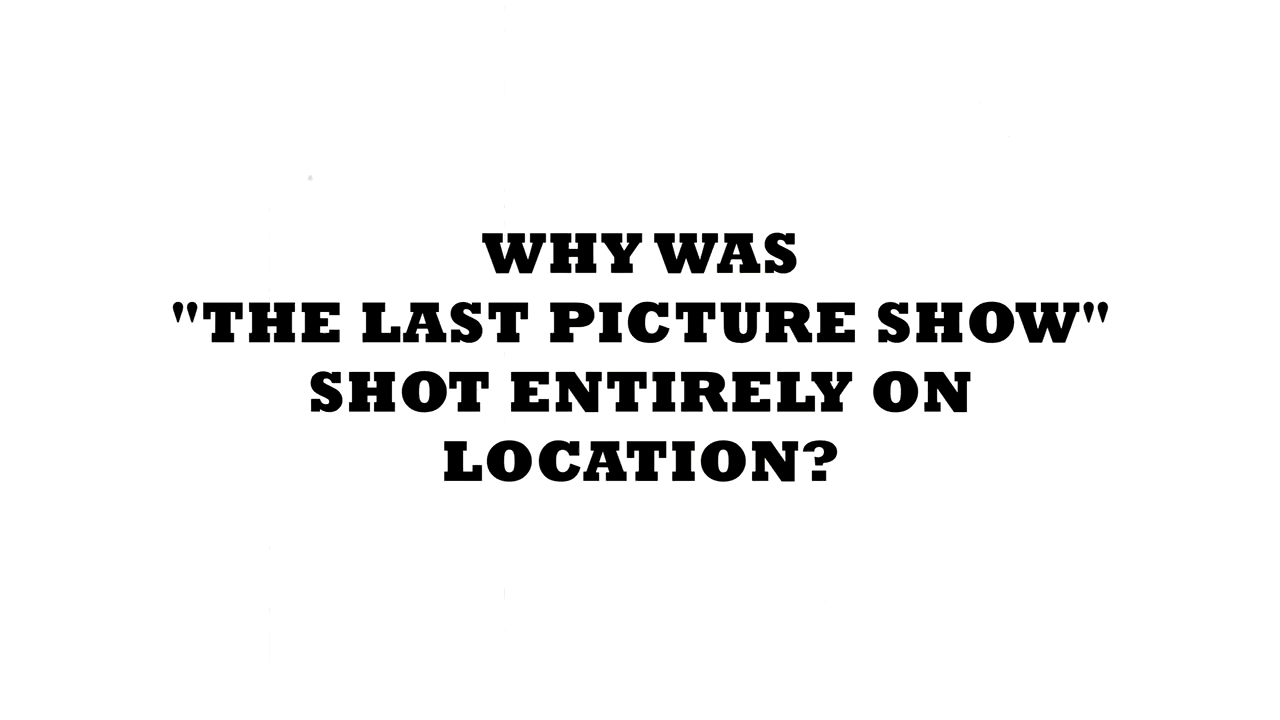 WHY WAS
"THE LAST PICTURE SHOW"
SHOT ENTIRELY ON
LOCATION?